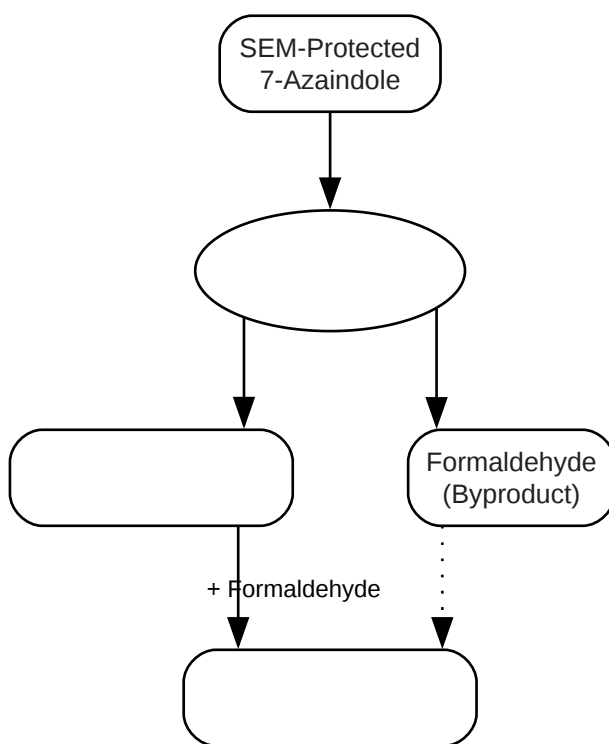 SEM-Protected
7-Azaindole
Formaldehyde
(Byproduct)
+ Formaldehyde